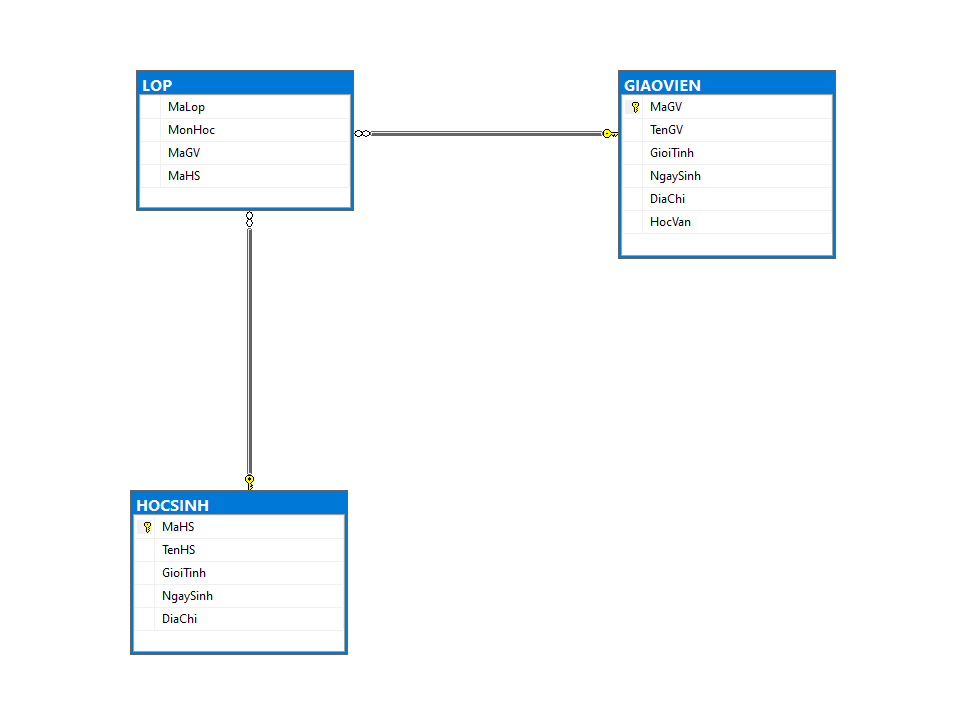 LOP
MaLop
MonHoc
MaGV
MaHS
GIAOVIEN
MaGV
TenGV
GioiTinh
NgaySinh
DiaChi
HocVan
HOCSINH
MaHS
TenHS
GioiTinh
NgaySinh
DiaChi